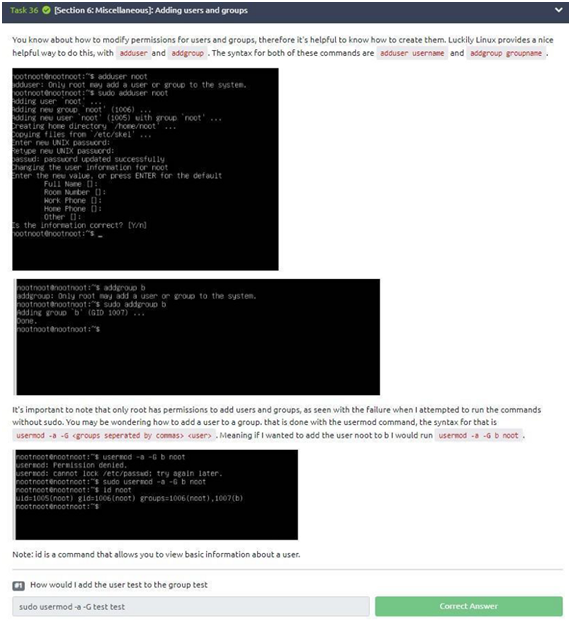 Task 36 [Section 6: Miscellaneous]: Adding users and groups
You know about how to modify permissions for users and groups, therefore it's helpful to know how to create them. Luckily Linux provides a nice
helpful way to do this, with adduser and addgroup . The syntax for both of these commands are adduser username and addgroup groupname .
nootnoot@nootnoot:~$ adduser noot
adduser: Only root may add a user or group to the system.
nootnoot@nootnoot:~$ sudo adduser noot
Adding user `noot' ...
Adding new group `noot' (1006) ...
Adding new user `noot' (1005) with group `noot' ...
Creating home directory `/home/noot' ...
Copying files from `/etc/skel' ...
Enter new UNIX password:
Retype new UNIX password:
passwd: password updated successfully
Changing the user information for noot
Enter the new value, or press ENTER for the default
Full Name []:
Room Number []:
Work Phone []:
Home Phone []:
Other []:
Is the information correct? [Y/n]
nootnoot@nootnoot:~$ _
nootnoot@nootnoot:~$ addgroup b
addgroup: Only root may add a user or group to the system.
nootnoot@nootnoot:~$ sudo addgroup b
Adding group `b' (GID 1007) ...
Done.
nootnoot@nootnoot:~$
It's important to note that only root has permissions to add users and groups, as seen with the failure when I attempted to run the commands
without sudo. You may be wondering how to add a user to a group. that is done with the usermod command, the syntax for that is
usermod -a -G <groups seperated by commas> <user> . Meaning if I wanted to add the user noot to b I would run usermod -a -G b noot .
nootnoot@nootnoot:~$ usermod -a -G b noot
usermod: Permission denied.
usermod: cannot lock /etc/passwd; try again later.
nootnoot@nootnoot:~$ sudo usermod -a -G b noot
nootnoot@nootnoot:~$ id noot
uid=1005(noot) gid=1006(noot) groups=1006(noot),1007(b)
nootnoot@nootnoot:~$
Note: id is a command that allows you to view basic information about a user.
#1 How would I add the user test to the group test
sudo usermod -a -G test test
Correct Answer